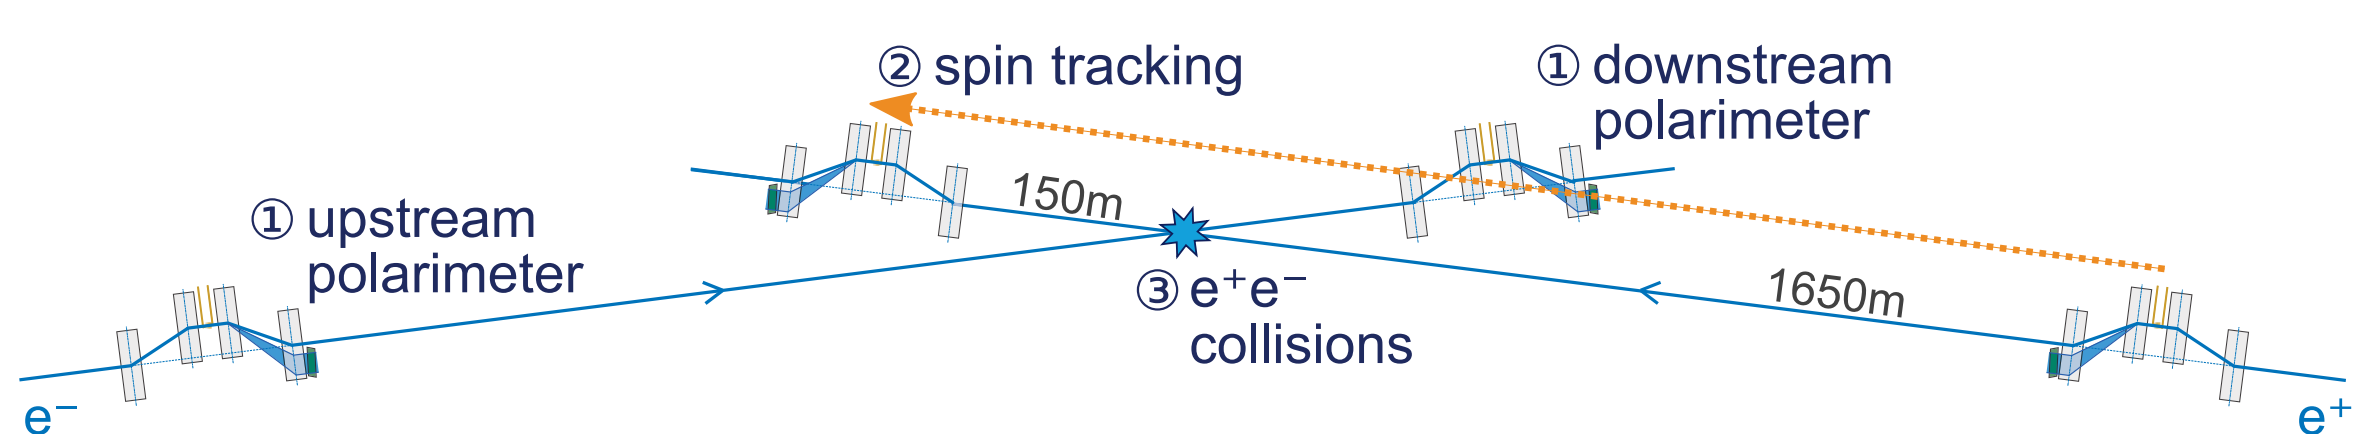 ② spin tracking
① downstream
polarimeter
150m
① upstream
polarimeter
③ e⁺e⁻
collisions
1650m
e⁻
e⁺